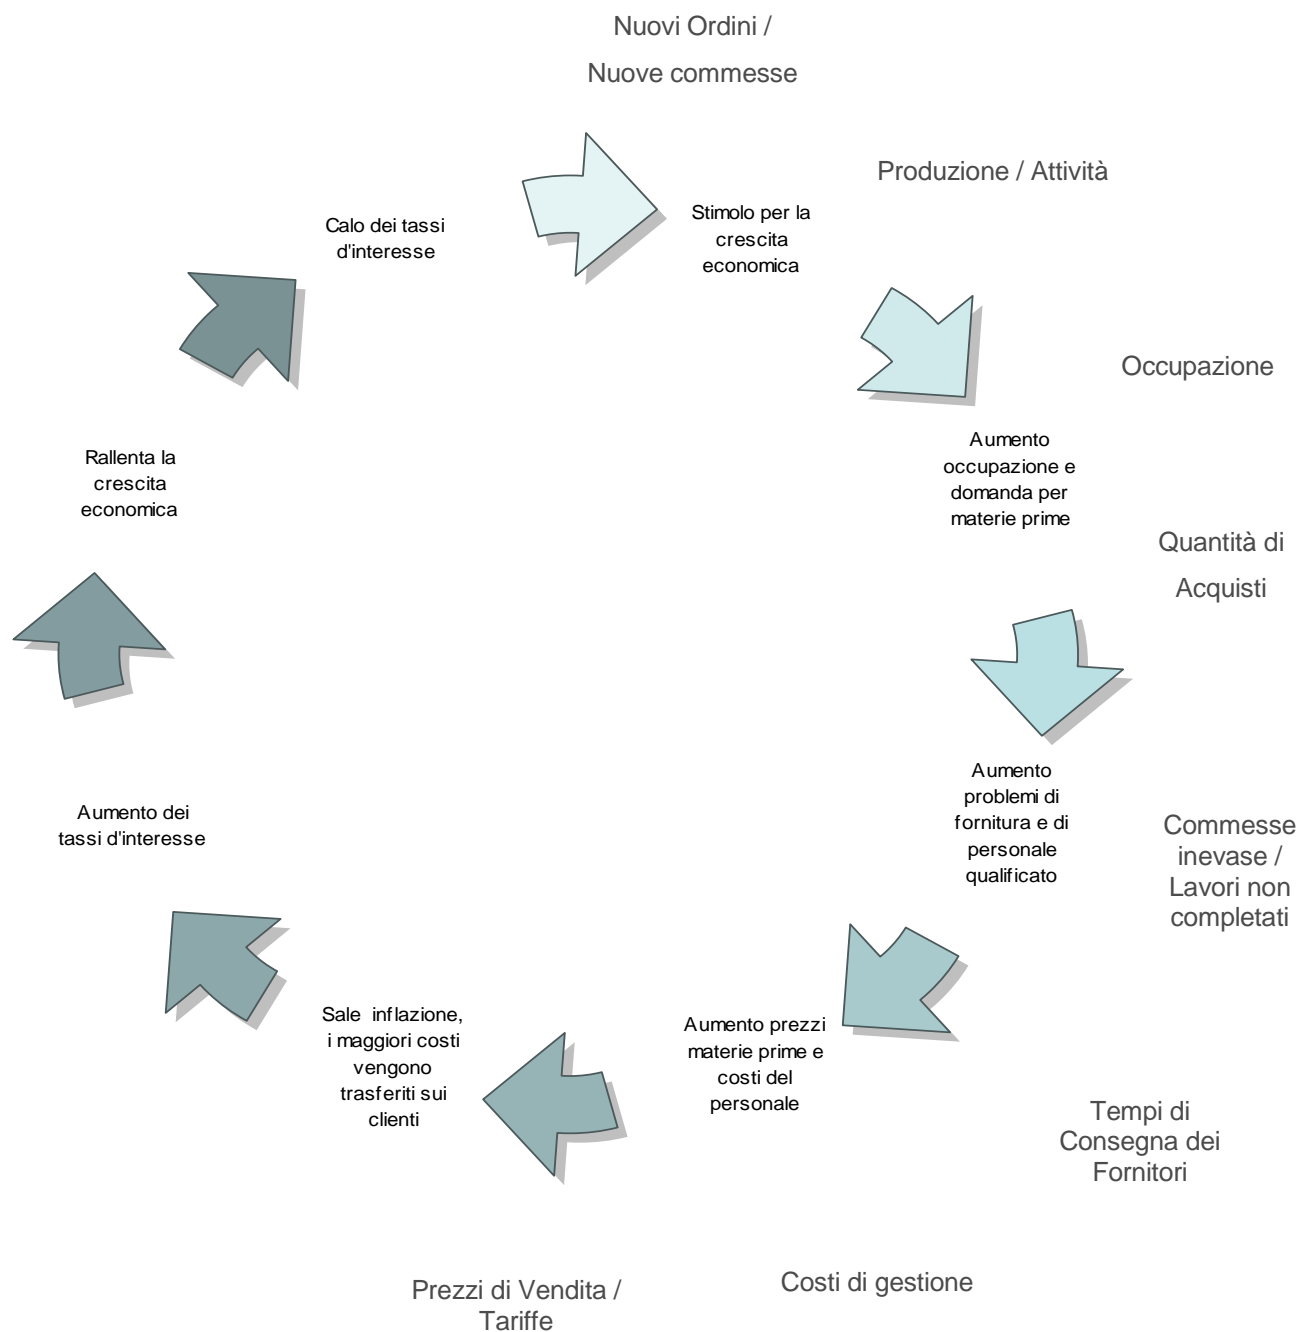 Nuovi Ordini /
Nuove commesse
Produzione / Attività
Calo dei tassi
d'interesse
Stimolo per la
crescita
economica
Occupazione
Aumento
occupazione e
domanda per
materie prime
Rallenta la
crescita
economica
Quantità di
Acquisti
Aumento
problemi di
fornitura e di
personale
qualificato
Aumento dei
tassi d'interesse
Commesse
inevase /
Lavori non
completati
Sale inflazione,
i maggiori costi
vengono
trasferiti sui
clienti
Aumento prezzi
materie prime e
costi del
personale
Tempi di
Consegna dei
Fornitori
Costi di gestione
Prezzi di Vendita /
Tariffe